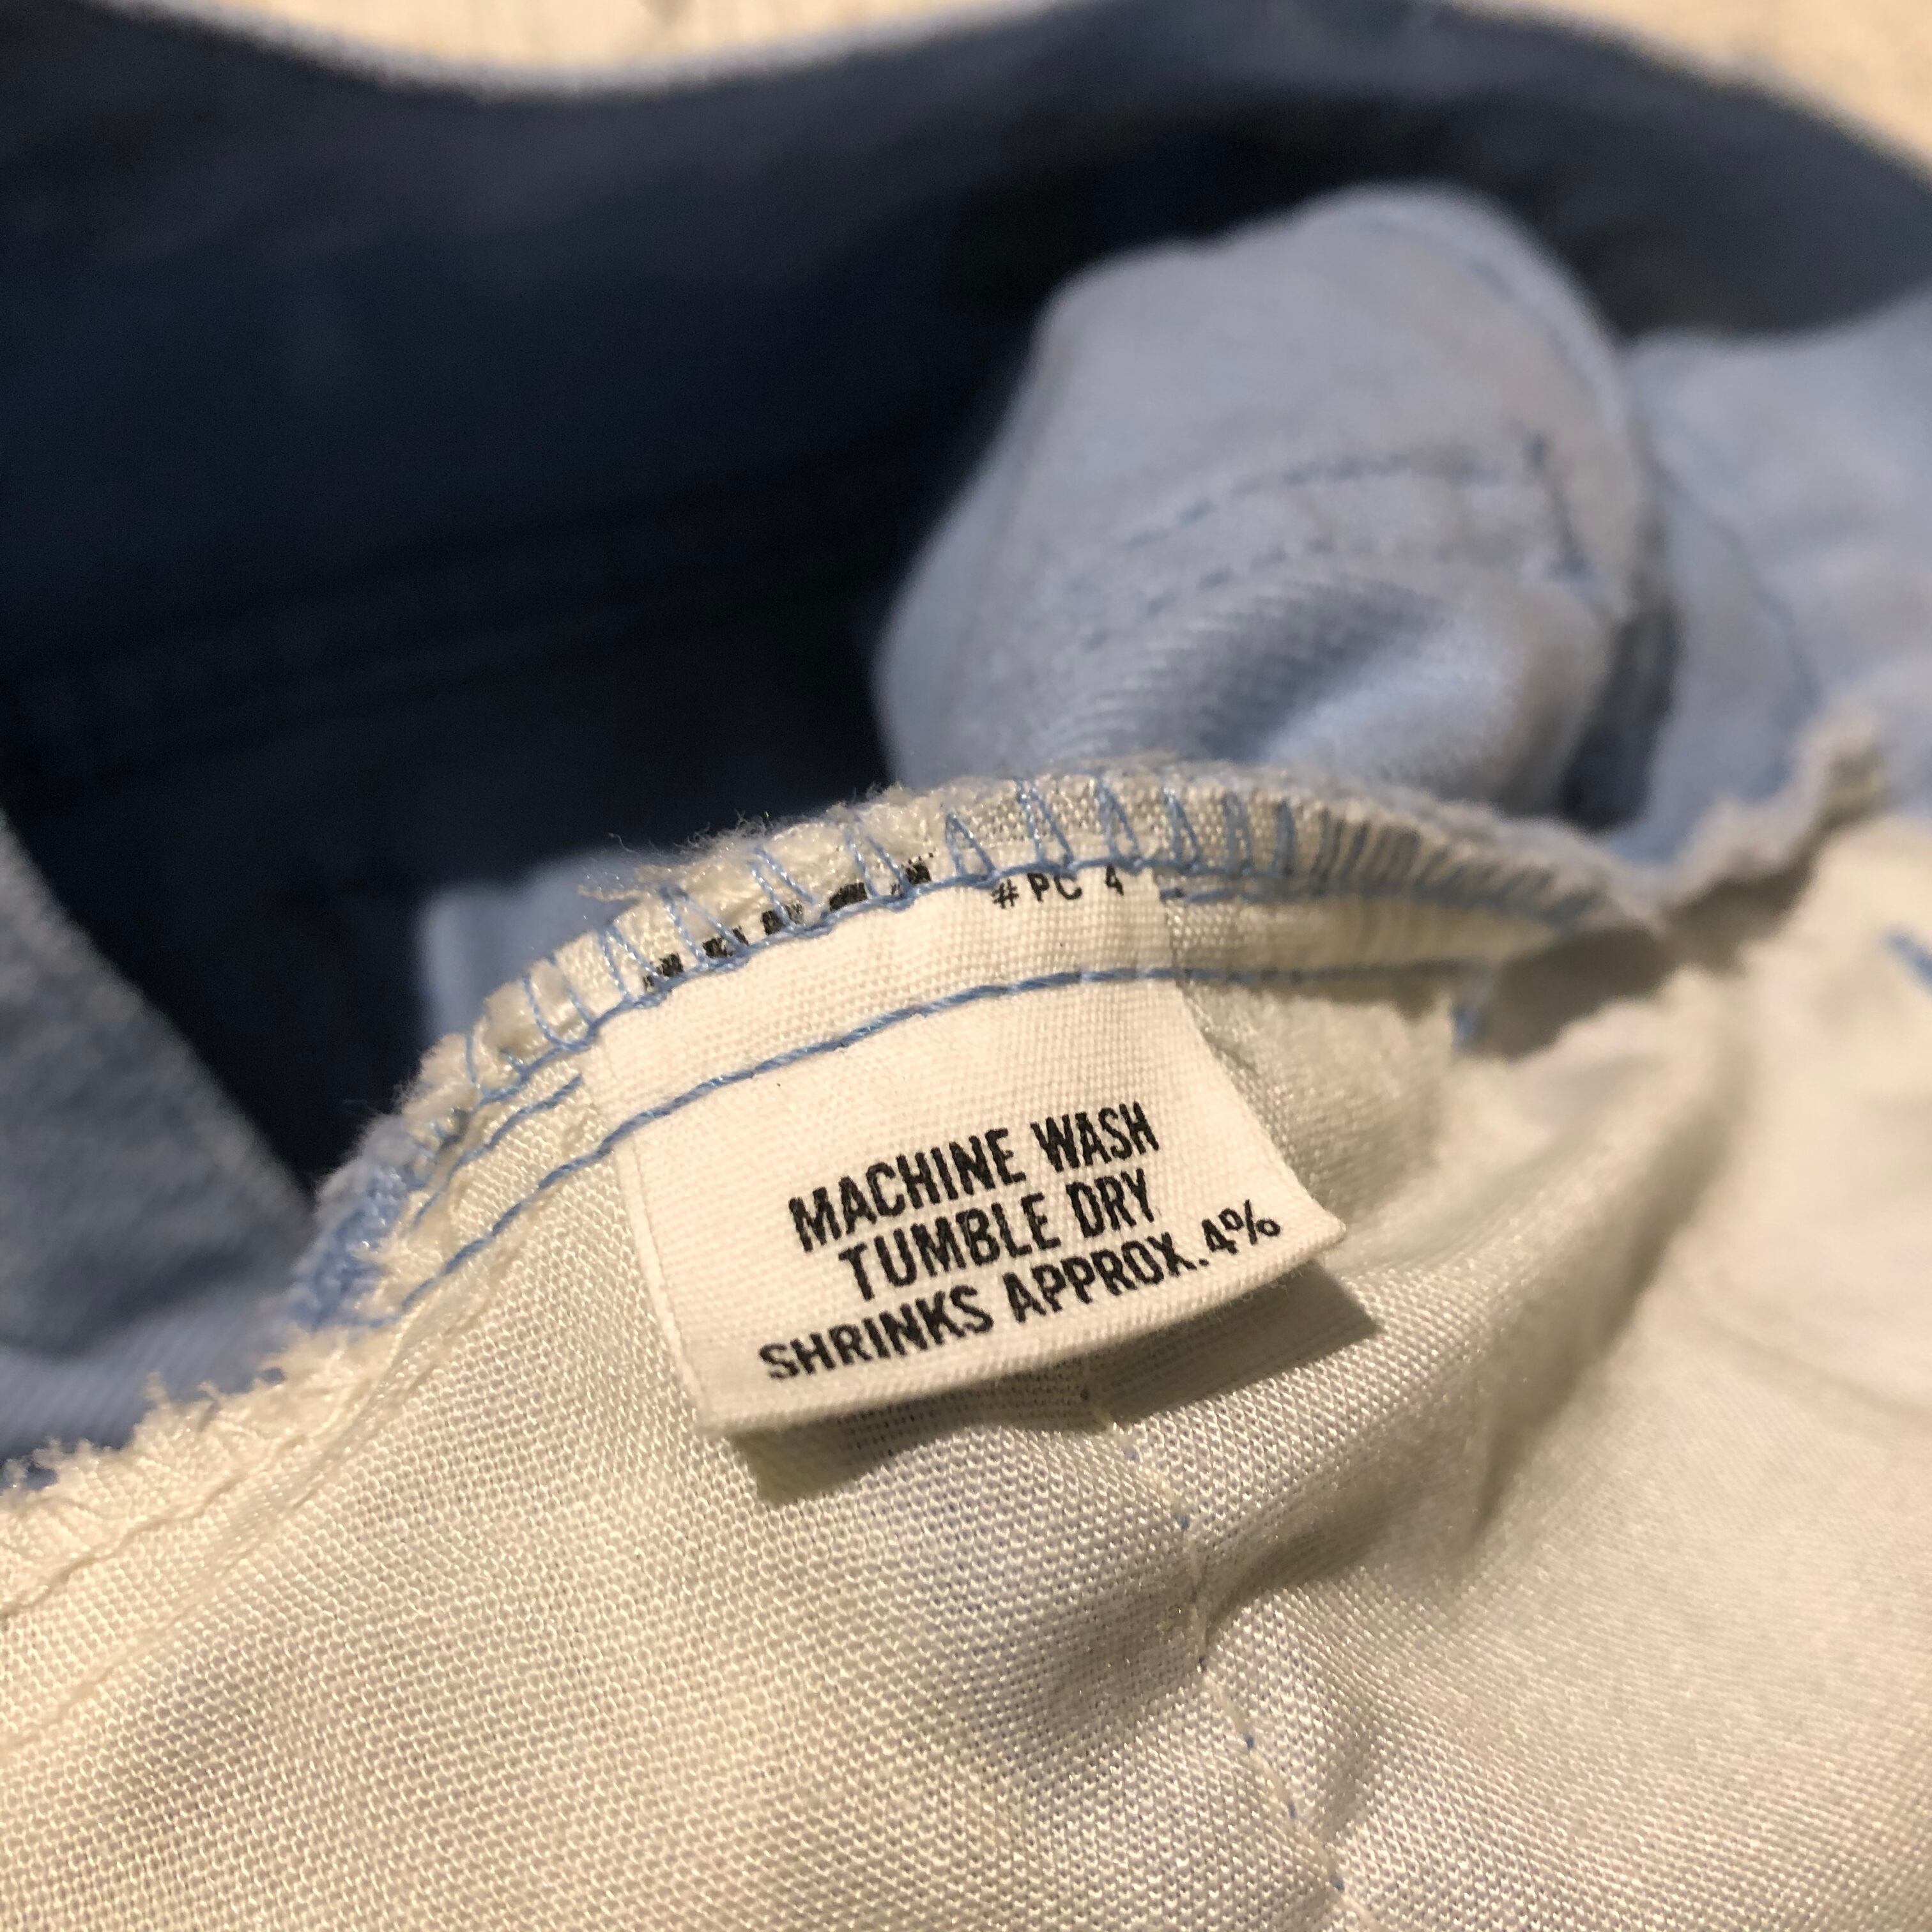 # PC 4
MACHINE WASH
TUMBLE DRY
SHRINKS APPROX. 4%